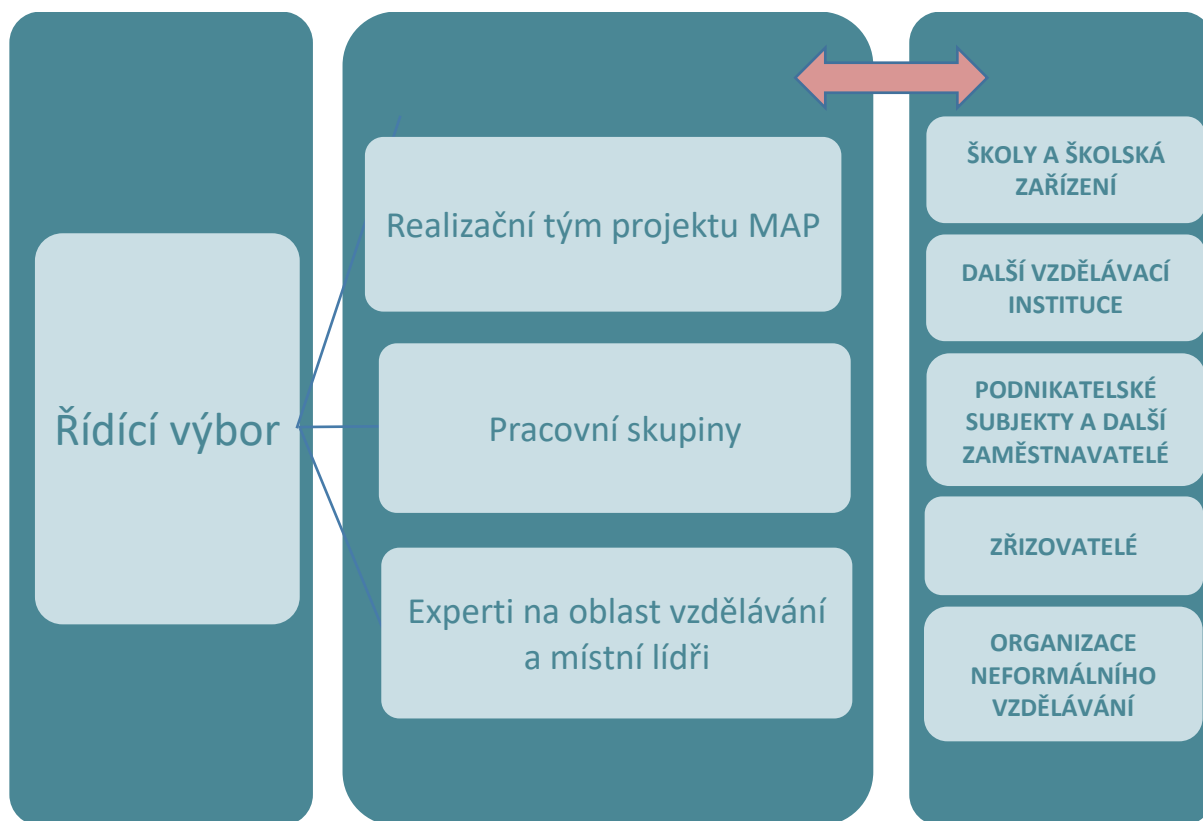 Řídící výbor
Realizační tým projektu MAP
Pracovní skupiny
Experti na oblast vzdělávání
a místní lídři
ŠKOLY A ŠKOLSKÁ
ZAŘÍZENÍ
DALŠÍ VZDĚLÁVACÍ
INSTITUCE
PODNIKATELSKÉ
SUBJEKTY A DALŠÍ
ZAMĚSTNAVATELÉ
ZŘIZOVATELÉ
ORGANIZACE
NEFORMÁLNÍHO
VZDĚLÁVÁNÍ